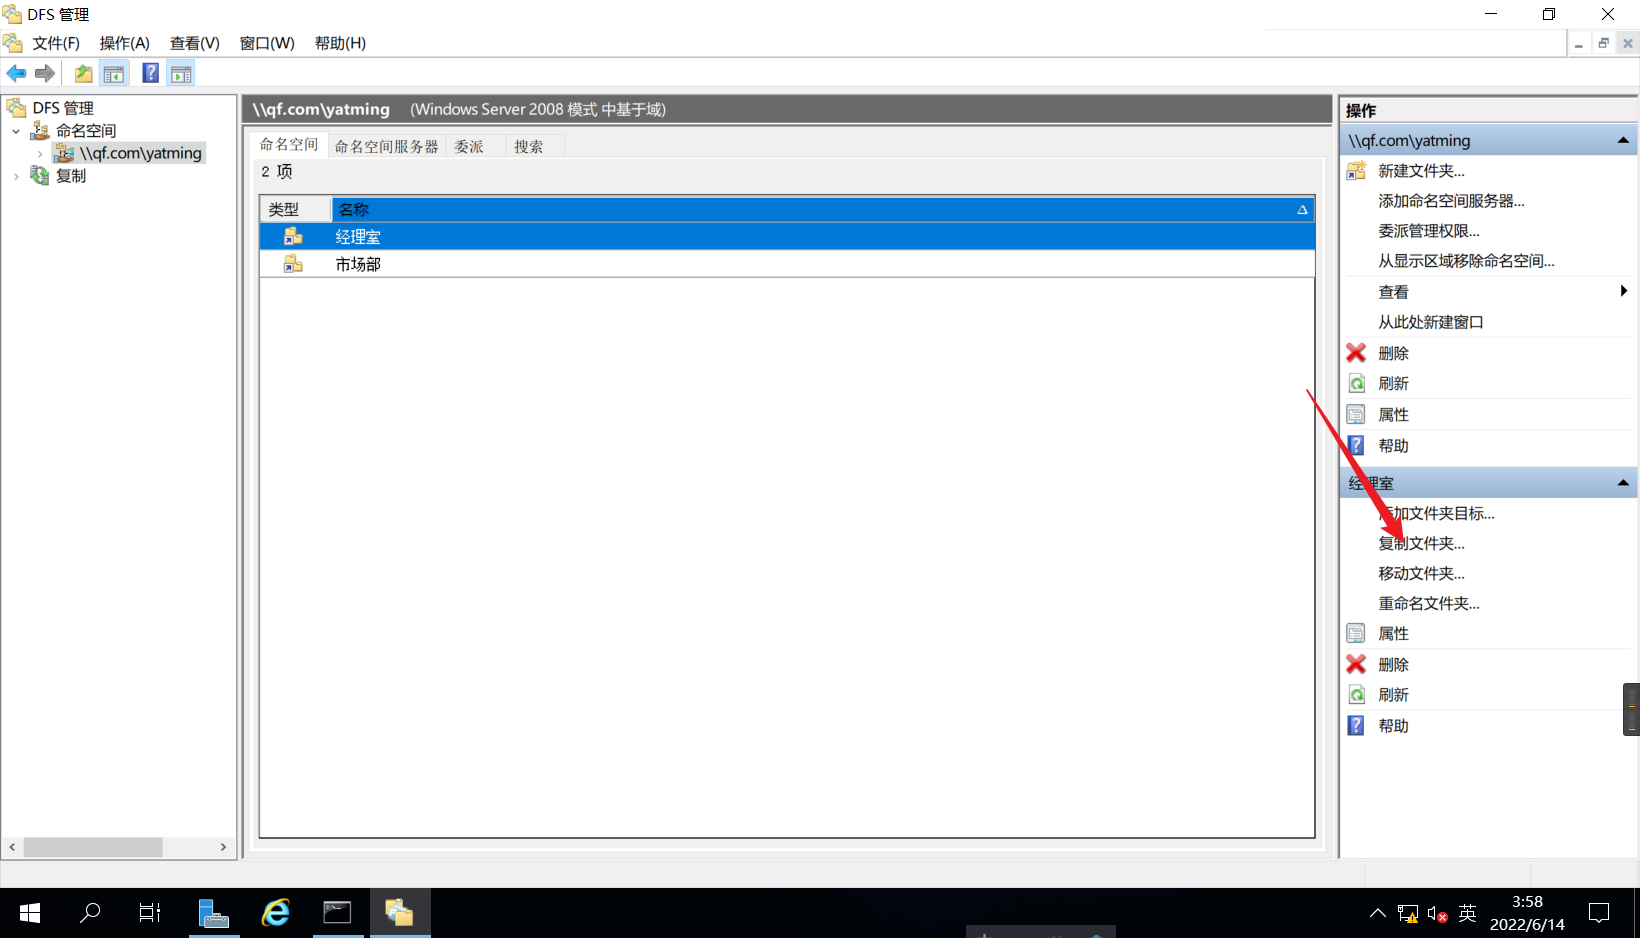 DFS 管理
文件(F) 操作(A) 查看(V) 窗口(W) 帮助(H)
DFS 管理
命名空间
\\qf.com\yatming
复制
\\qf.com\yatming (Windows Server 2008 模式 中基于域)
命名空间 命名空间服务器 委派 搜索
2 项
类型 名称
经理室
市场部
操作
\\qf.com\yatming
新建文件夹...
添加命名空间服务器...
委派管理权限...
从显示区域移除命名空间...
查看
从此处新建窗口
删除
刷新
属性
帮助
经理室
添加文件夹目标...
复制文件夹...
移动文件夹...
重命名文件夹...
属性
删除
刷新
帮助
英
3:58
2022/6/14